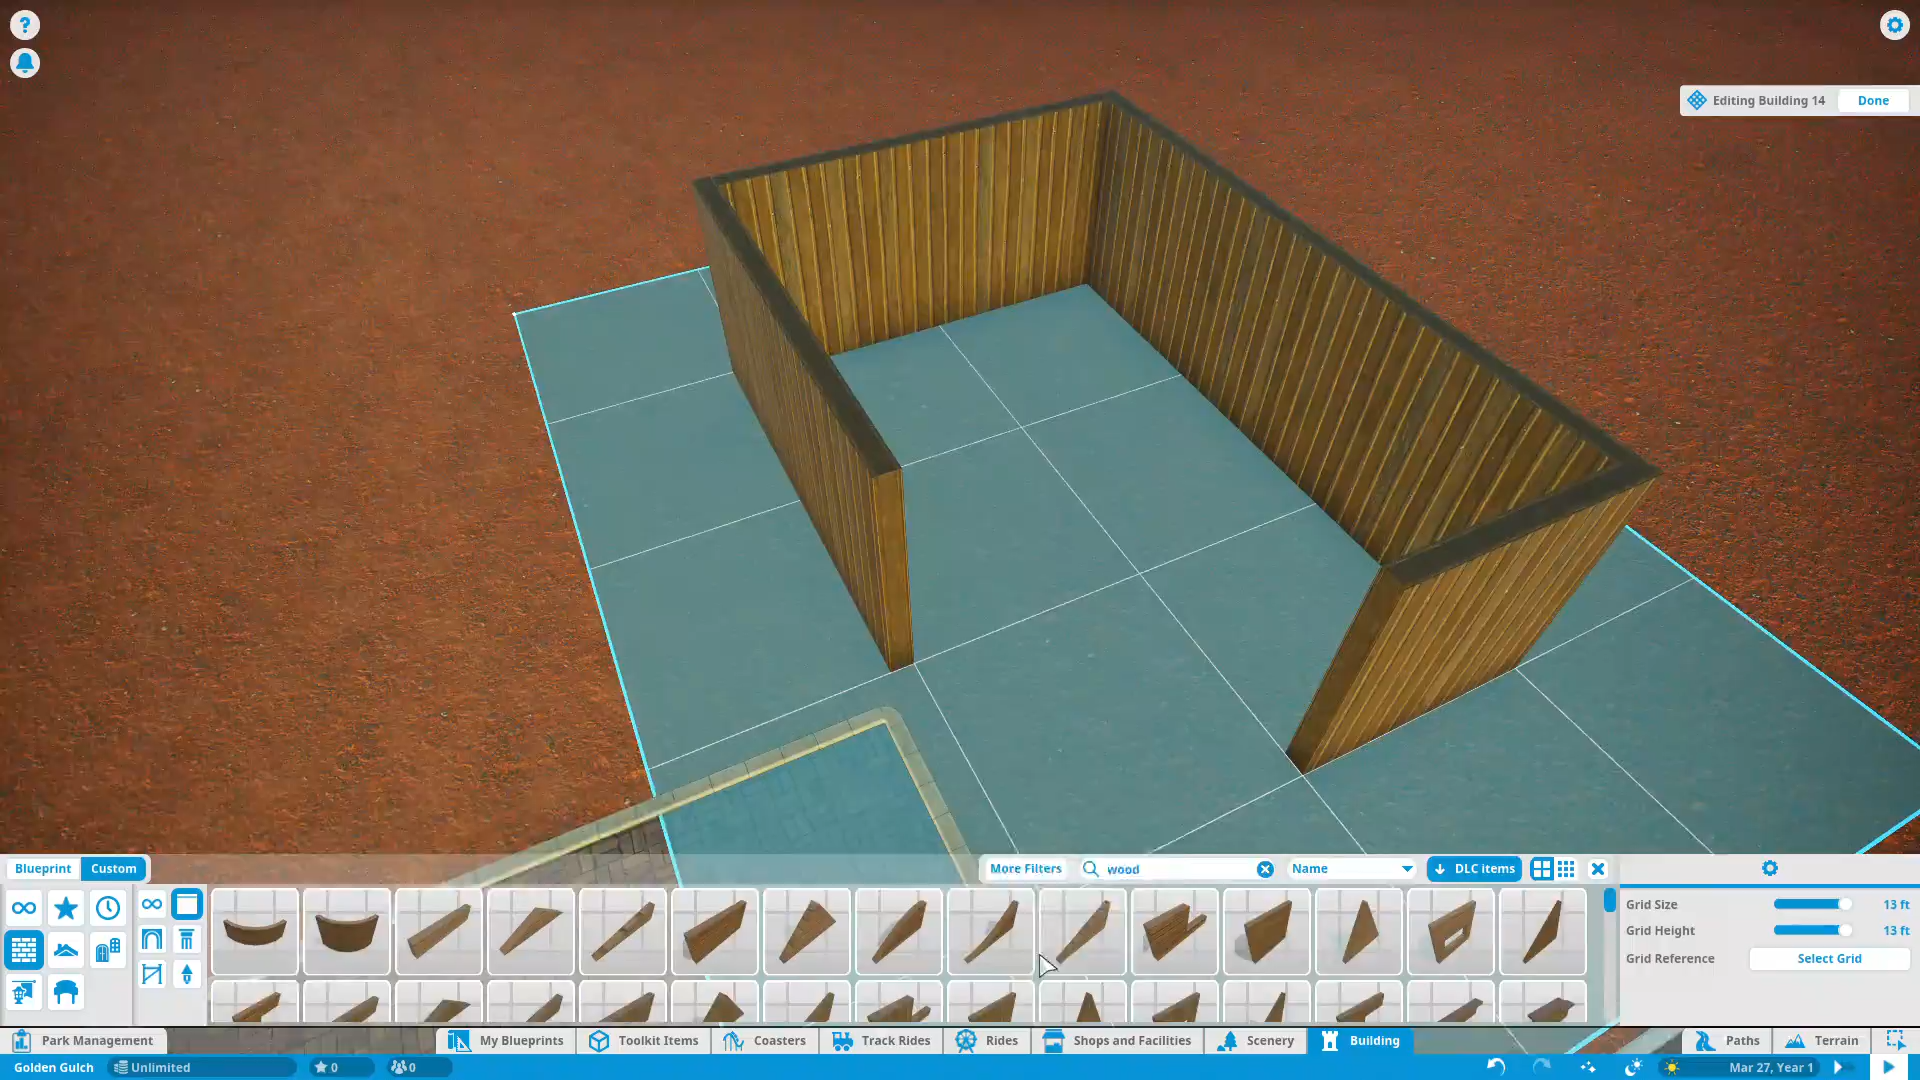 ?
Editing Building 14 Done
Blueprint Custom
More Filters wood Name DLC items
Grid Size 13 ft
Grid Height 13 ft
Grid Reference Select Grid
Park Management My Blueprints Toolkit Items Coasters Track Rides Rides Shops and Facilities Scenery Building Paths Terrain
Golden Gulch Unlimited 0 0 Mar 27, Year 1